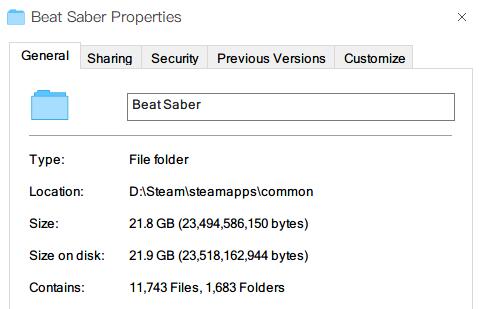 Beat Saber Properties
General Sharing Security Previous Versions Customize
Beat Saber
Type: File folder
Location: D:\Steam\steamapps\common
Size: 21.8 GB (23,494,586,150 bytes)
Size on disk: 21.9 GB (23,518,162,944 bytes)
Contains: 11,743 Files, 1,683 Folders